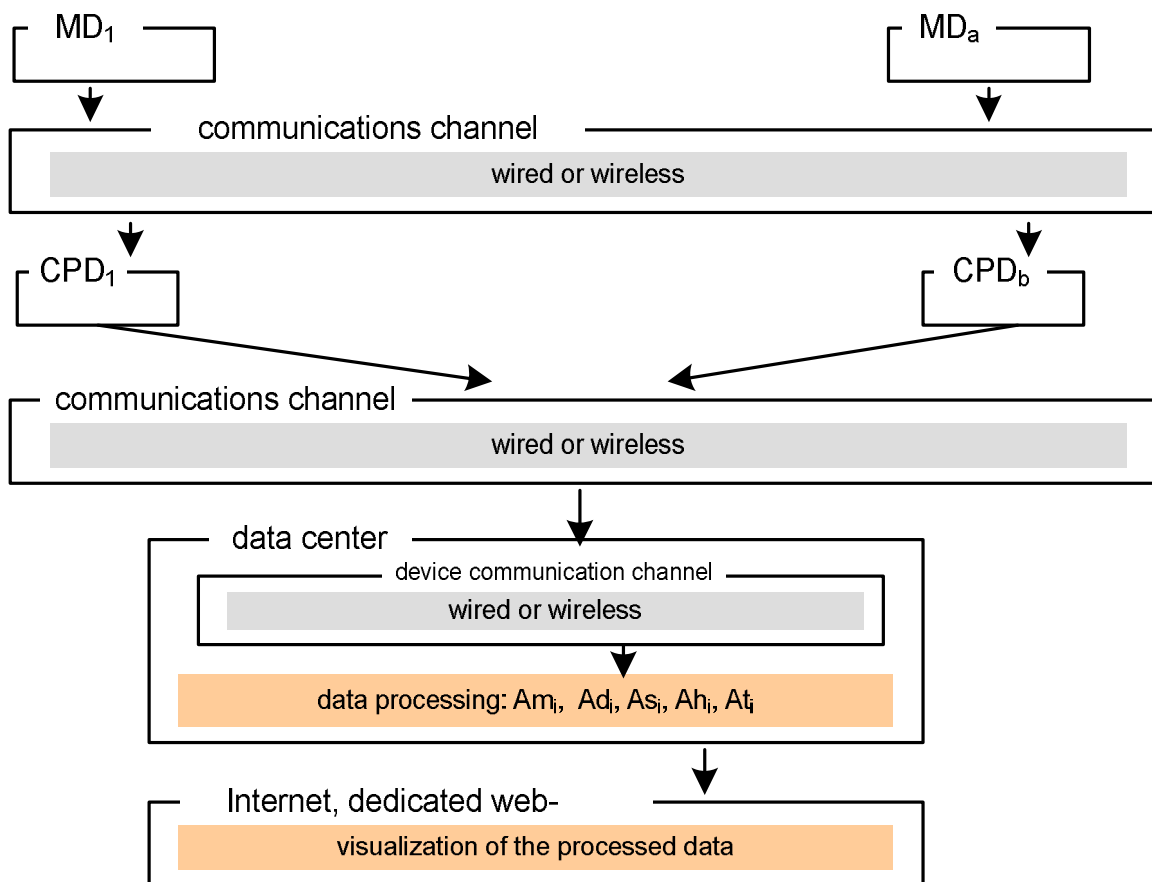 MD₁
MDₐ
communications channel
wired or wireless
CPD₁
CPD_b
communications channel
wired or wireless
data center
device communication channel
wired or wireless
data processing: Amᵢ, Adᵢ, Asᵢ, Ahᵢ, Atᵢ
Internet, dedicated web-
visualization of the processed data